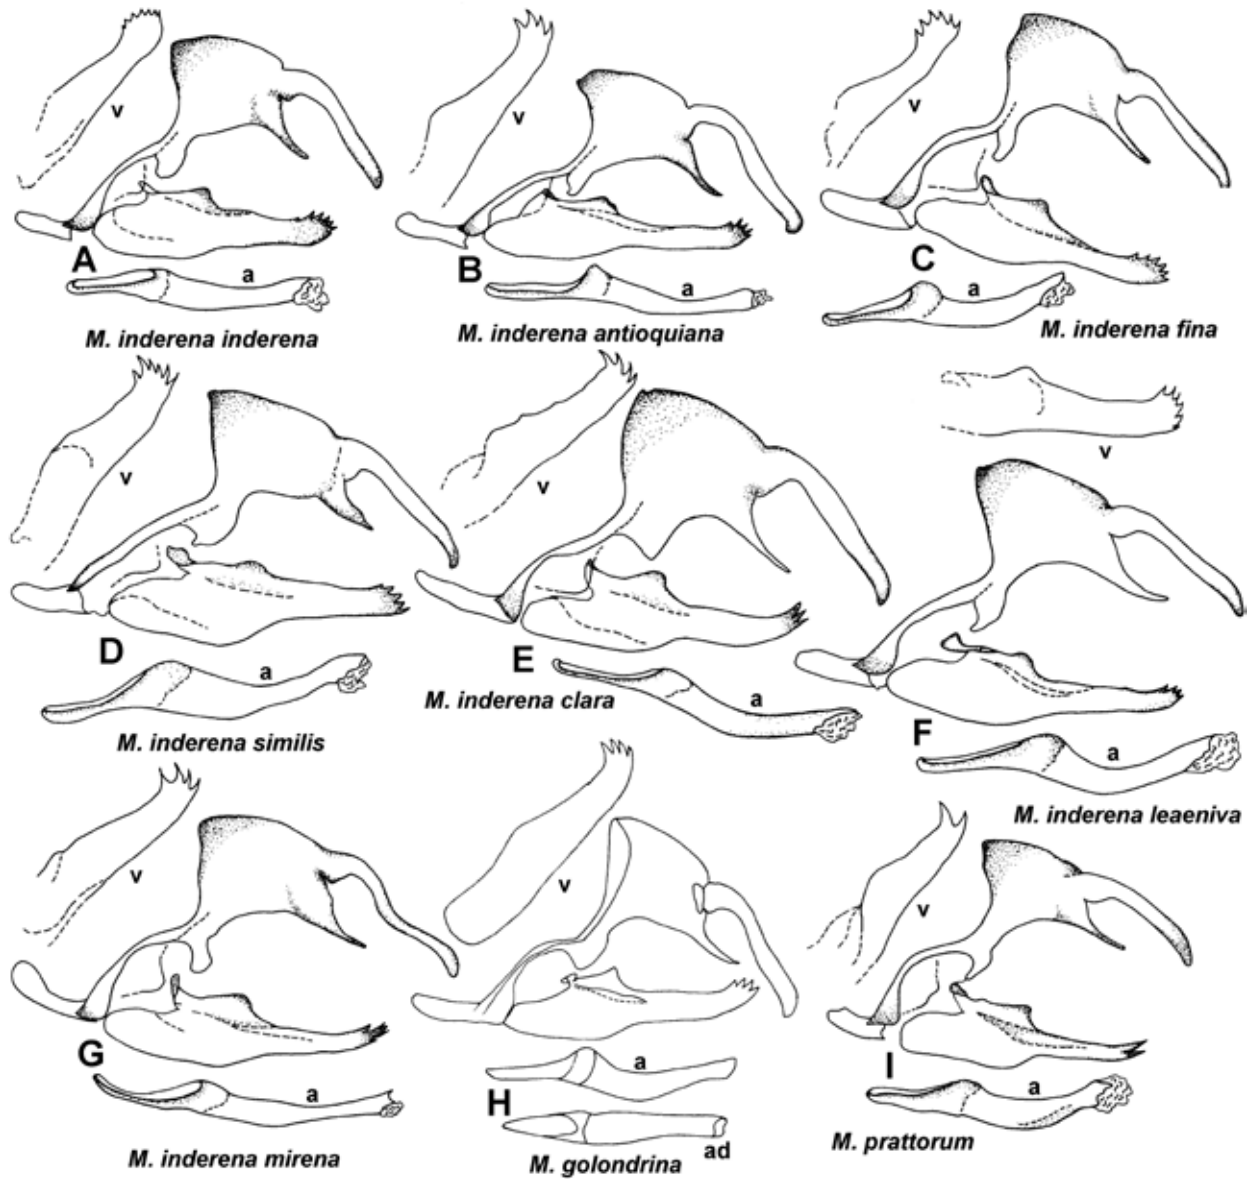 v
v
v
A
a
B
a
C
a
M. inderena inderena
M. inderena antioquiana
M. inderena fina
v
v
v
D
a
E
a
F
a
M. inderena similis
M. inderena clara
M. inderena leaeniva
v
v
v
G
a
H
a
ad
I
a
M. inderena mirena
M. golondrina
M. prattorum